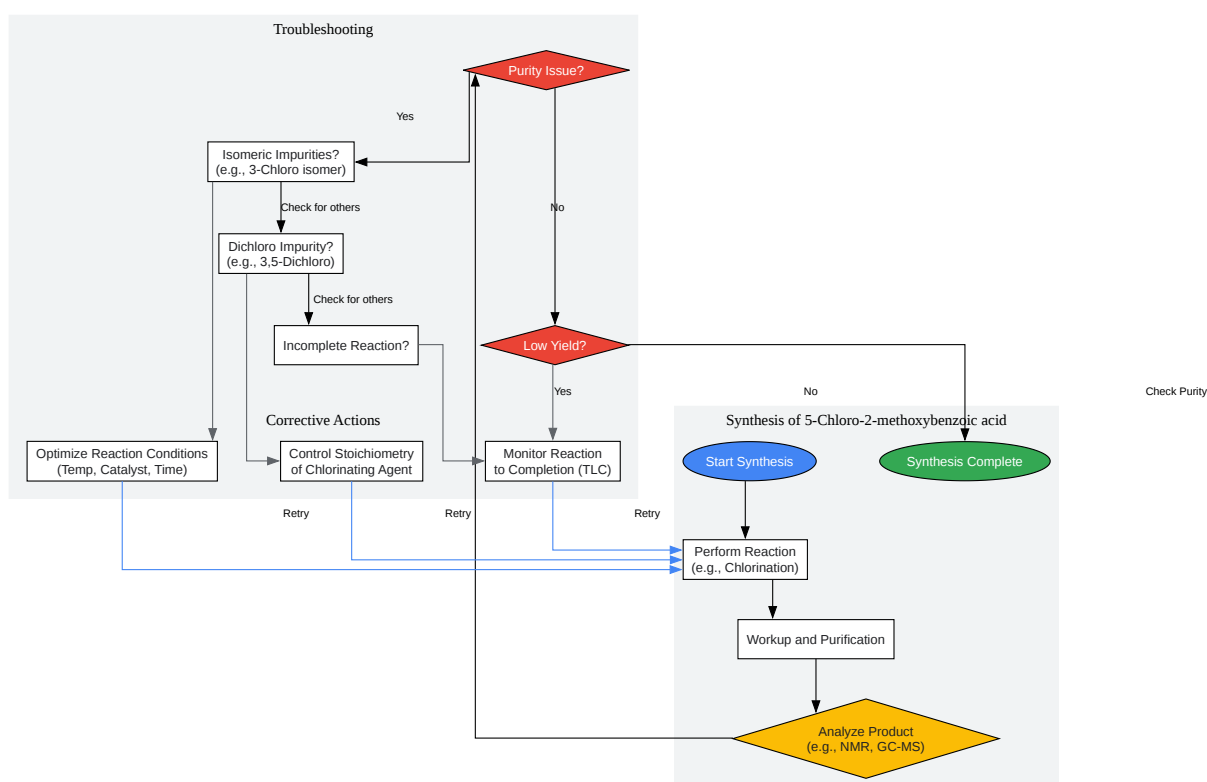 Troubleshooting
Purity Issue?
Yes
Isomeric Impurities?
(e.g., 3-Chloro isomer)
Check for others
No
Dichloro Impurity?
(e.g., 3,5-Dichloro)
Check for others
Incomplete Reaction?
Low Yield?
Yes
No
Check Purity
Corrective Actions
Synthesis of 5-Chloro-2-methoxybenzoic acid
Optimize Reaction Conditions
(Temp, Catalyst, Time)
Control Stoichiometry
of Chlorinating Agent
Monitor Reaction
to Completion (TLC)
Start Synthesis
Synthesis Complete
Retry
Retry
Retry
Perform Reaction
(e.g., Chlorination)
Workup and Purification
Analyze Product
(e.g., NMR, GC-MS)